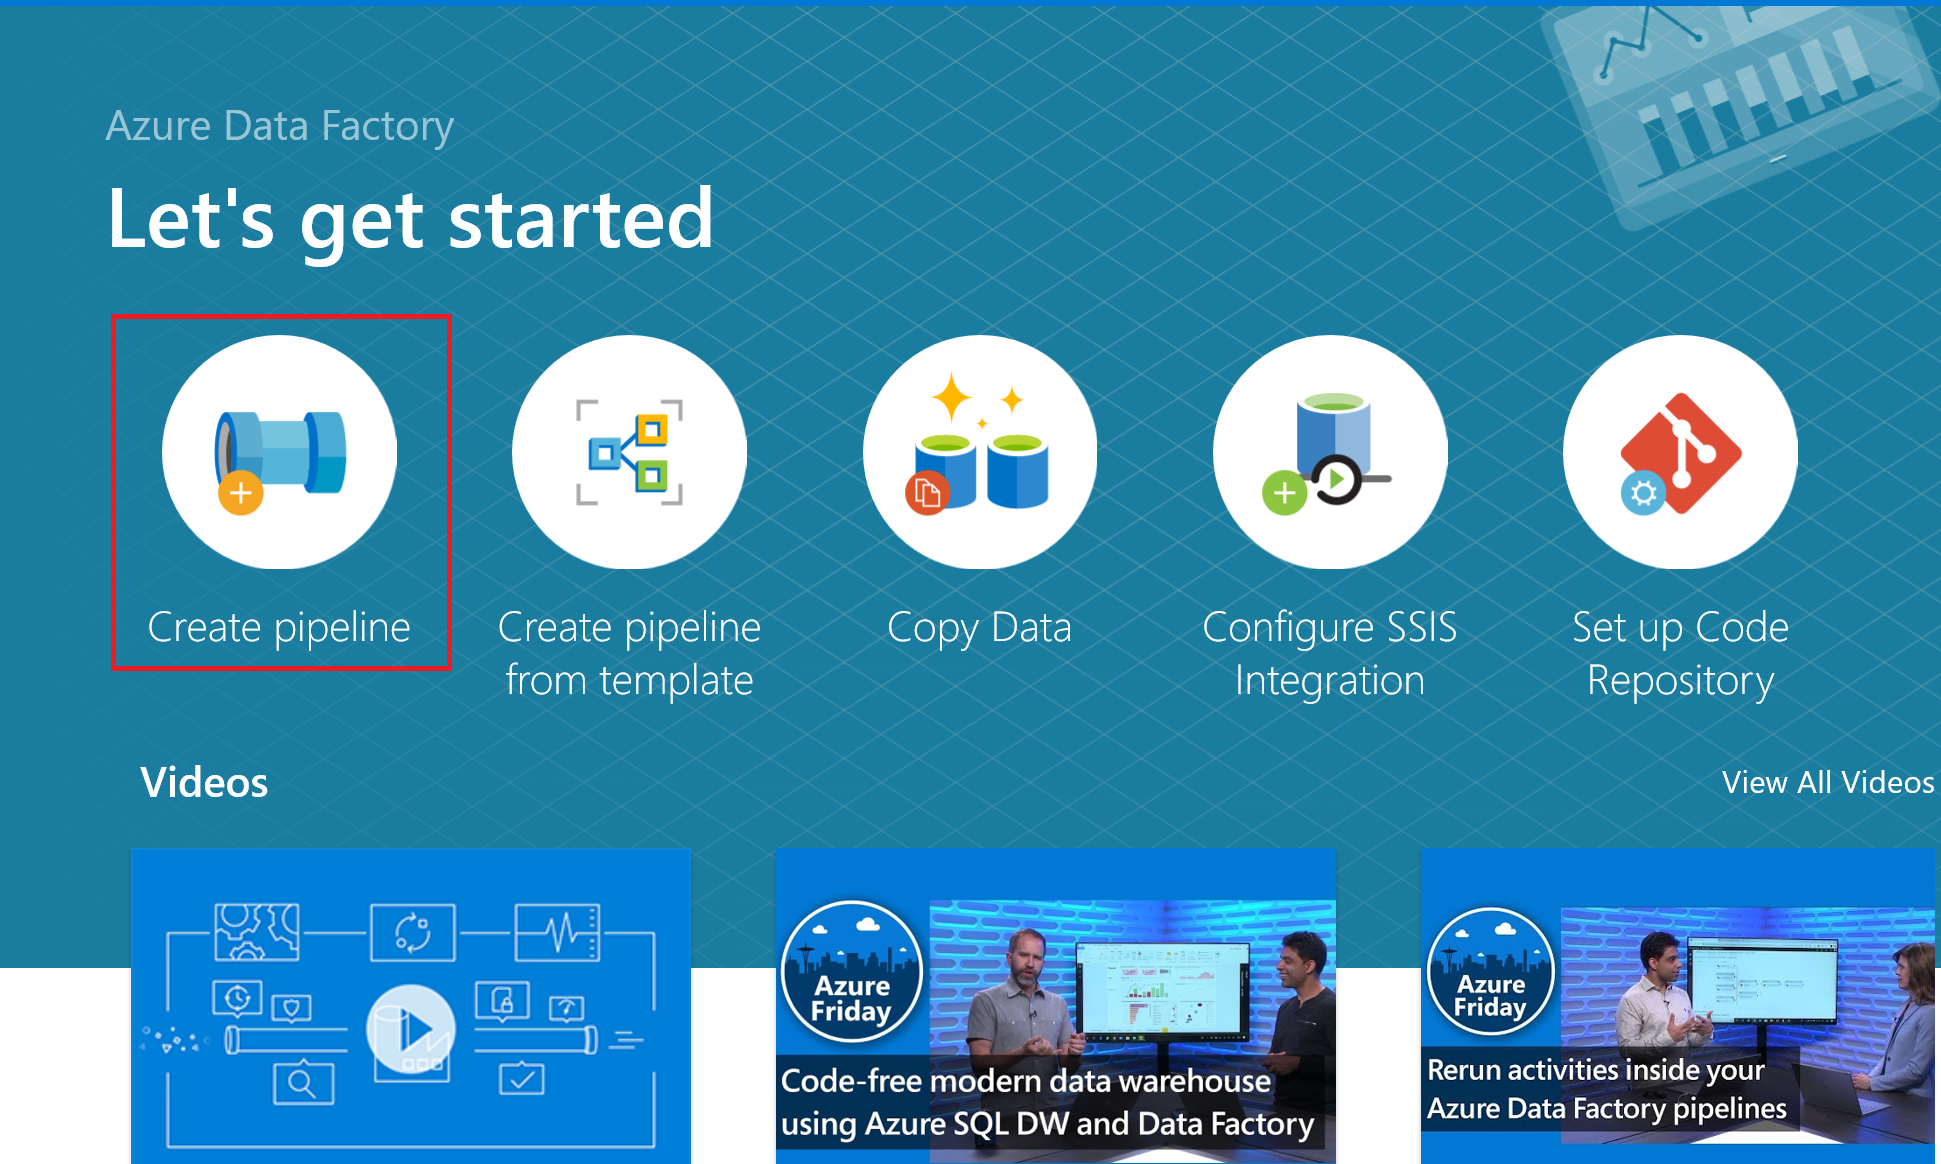 Azure Data Factory
Let's get started
Create pipeline
Create pipeline
from template
Copy Data
Configure SSIS
Integration
Set up Code
Repository
Videos
View All Videos
Azure
Friday
Code-free modern data warehouse
using Azure SQL DW and Data Factory
Azure
Friday
Rerun activities inside your
Azure Data Factory pipelines